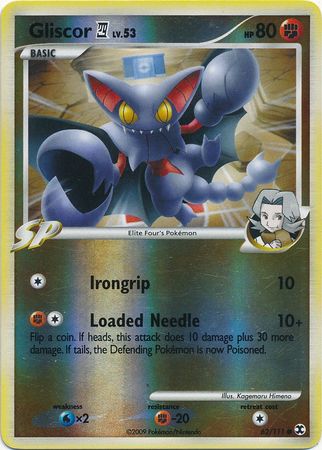 Gliscor 4 LV.53 HP 80
BASIC
SP
Elite Four's Pokémon
Irongrip 10
Loaded Needle 10+
Flip a coin. If heads, this attack does 10 damage plus 30 more
damage. If tails, the Defending Pokémon is now Poisoned.
Illus. Kagemaru Himeno
weakness resistance retreat cost
×2 -20
©2009 Pokémon/Nintendo 62/111